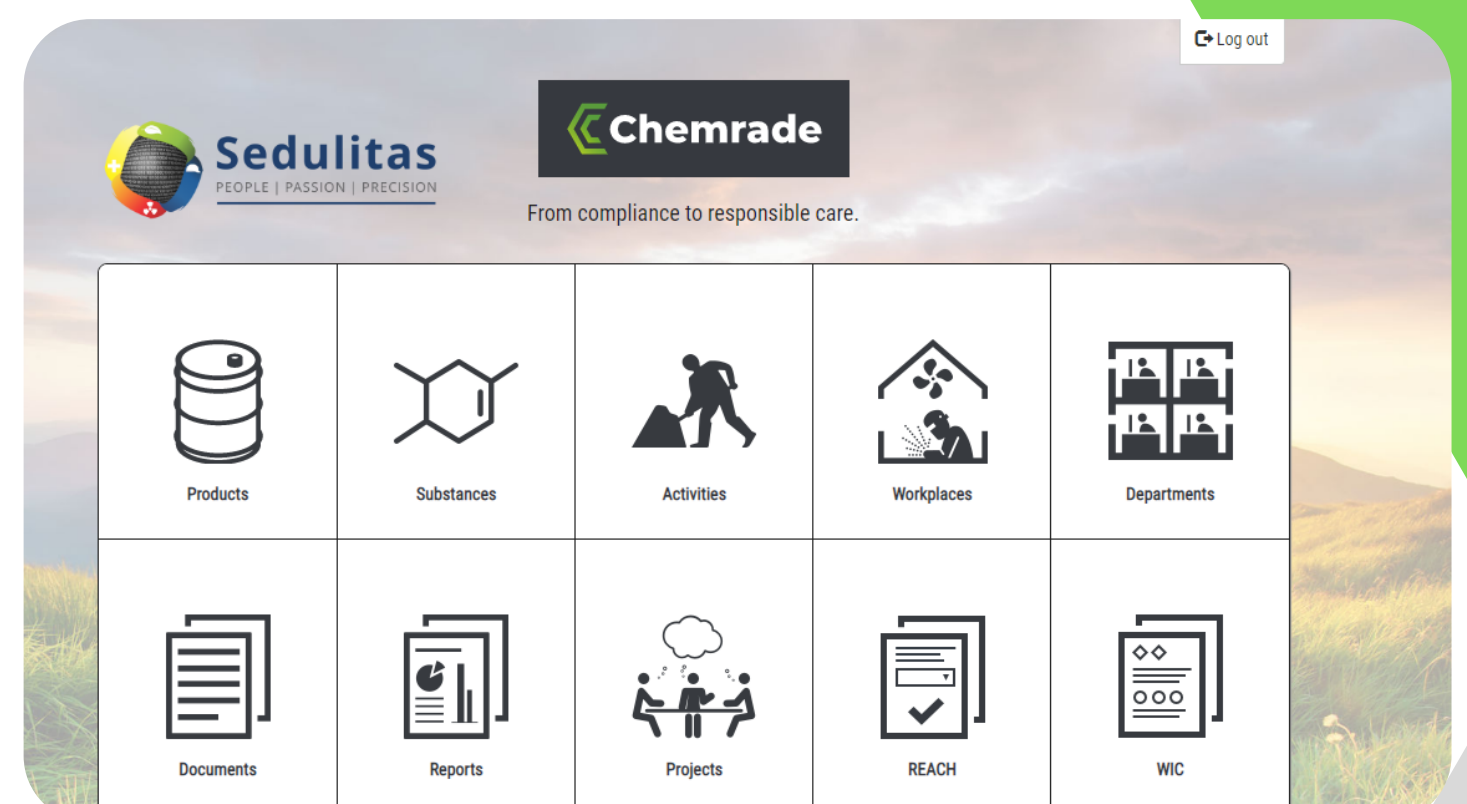 Log out
Chemrade
Sedulitas
PEOPLE | PASSION | PRECISION
From compliance to responsible care.
Products
Substances
Activities
Workplaces
Departments
Documents
Reports
Projects
REACH
WIC